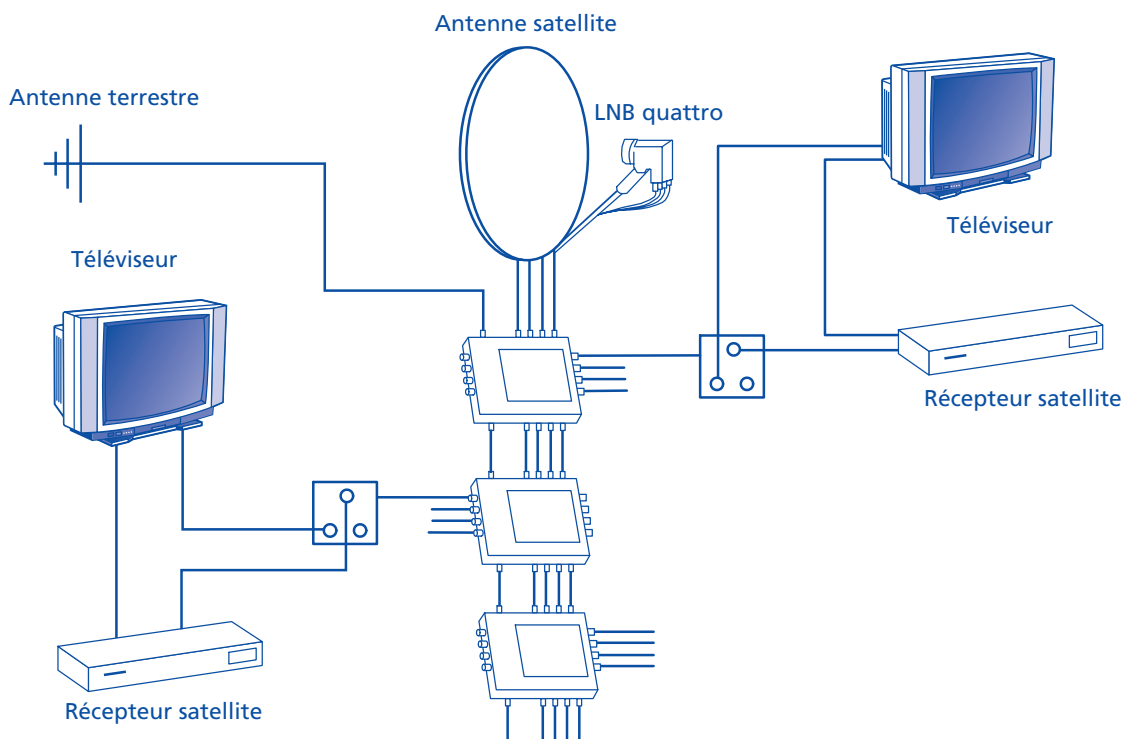 Antenne satellite
Antenne terrestre
LNB quattro
Téléviseur
Téléviseur
Récepteur satellite
Récepteur satellite